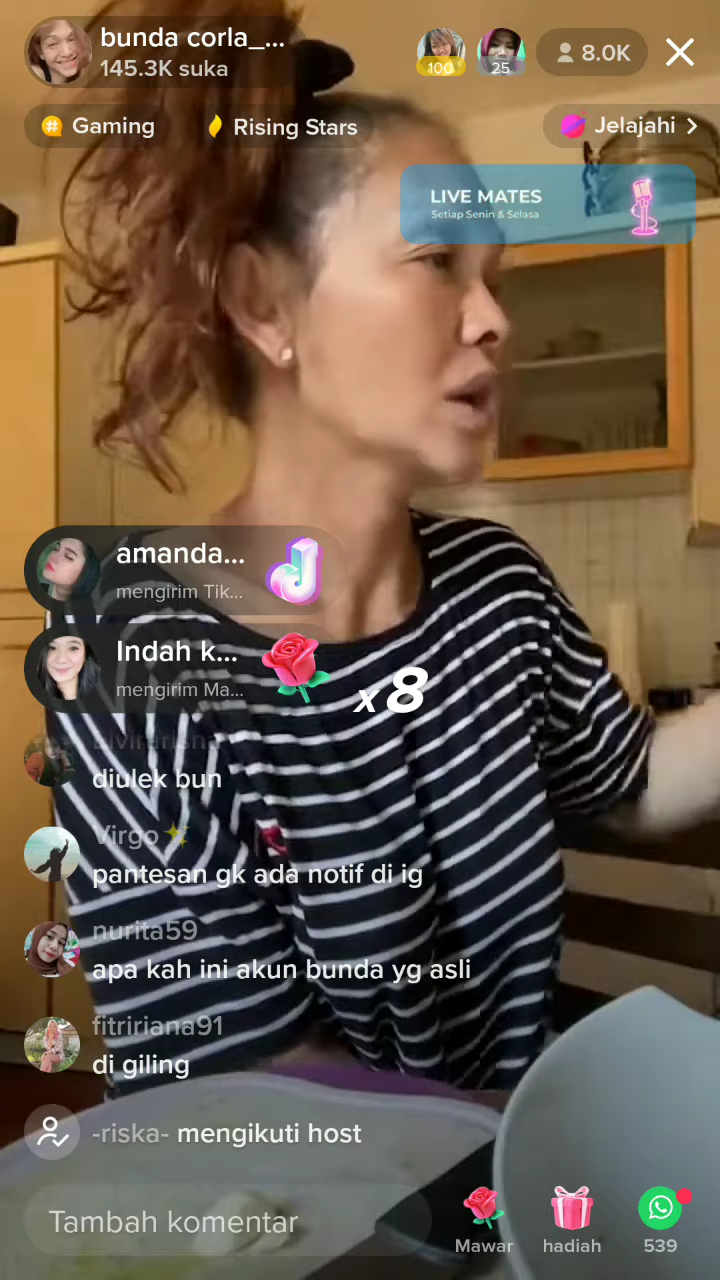 bunda corla_...
145.3K suka
100
25
8.0K
Gaming
Rising Stars
Jelajahi
LIVE MATES
Setiap Senin & Selasa
amanda...
mengirim Tik...
Indah k...
mengirim Ma...
x8
diulek bun
Virgo
pantesan gk ada notif di ig
nurita59
apa kah ini akun bunda yg asli
fitririana91
di giling
-riska- mengikuti host
Tambah komentar
Mawar
hadiah
539